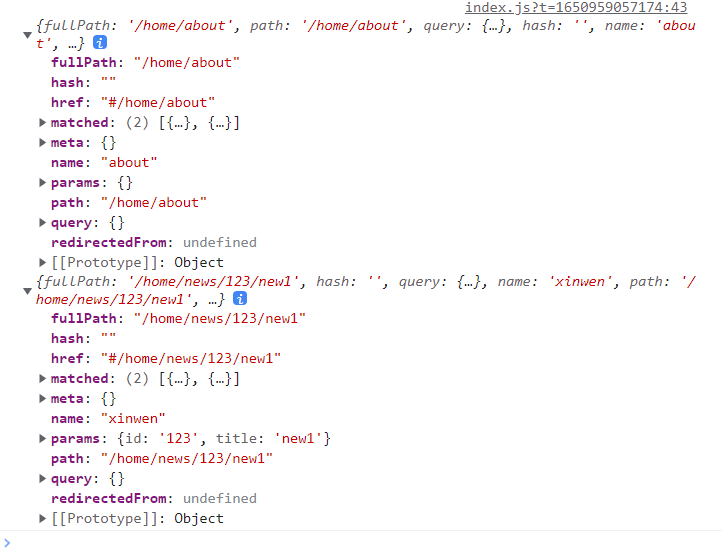 index.js?t=1650959057174:43
{fullPath: '/home/about', path: '/home/about', query: {…}, hash: '', name: 'abou
t', …} i
fullPath: "/home/about"
hash: ""
href: "#/home/about"
matched: (2) [{…}, {…}]
meta: {}
name: "about"
params: {}
path: "/home/about"
query: {}
redirectedFrom: undefined
[[Prototype]]: Object
{fullPath: '/home/news/123/new1', hash: '', query: {…}, name: 'xinwen', path: '/
home/news/123/new1', …} i
fullPath: "/home/news/123/new1"
hash: ""
href: "#/home/news/123/new1"
matched: (2) [{…}, {…}]
meta: {}
name: "xinwen"
params: {id: '123', title: 'new1'}
path: "/home/news/123/new1"
query: {}
redirectedFrom: undefined
[[Prototype]]: Object